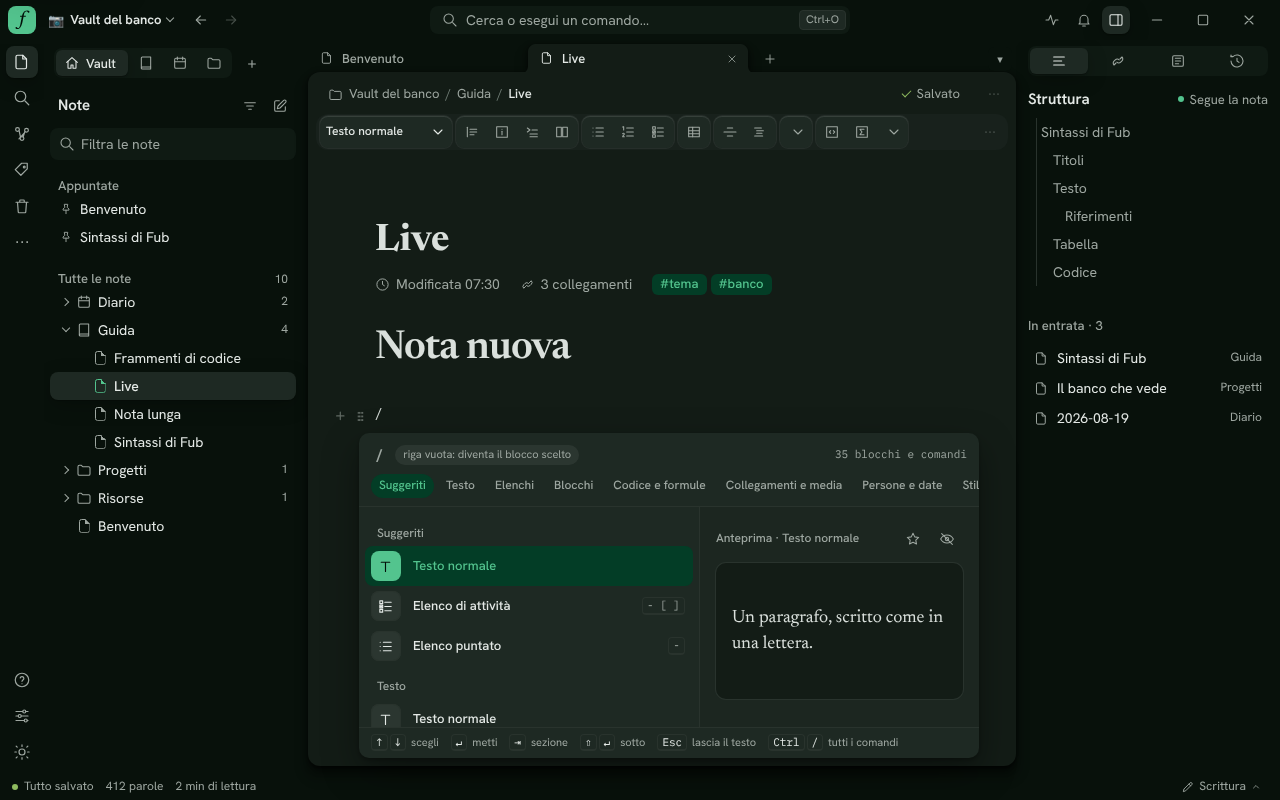 Vault del banco
Cerca o esegui un comando…
Ctrl+O
Vault
Benvenuto
Live
Note
Filtra le note
Appuntate
Benvenuto
Sintassi di Fub
Tutte le note 10
Diario 2
Guida 4
Frammenti di codice
Live
Nota lunga
Sintassi di Fub
Progetti 1
Risorse 1
Benvenuto
Vault del banco / Guida / Live
Salvato
Testo normale
Live
Modificata 07:30 3 collegamenti #tema #banco
Nota nuova
/
/ riga vuota: diventa il blocco scelto 35 blocchi e comandi
Suggeriti Testo Elenchi Blocchi Codice e formule Collegamenti e media Persone e date Stil
Suggeriti
Testo normale
Elenco di attività - [ ]
Elenco puntato -
Testo
Testo normale
Anteprima · Testo normale
Un paragrafo, scritto come in
una lettera.
↑ ↓ scegli ↵ metti ⇥ sezione ⇧ ↵ sotto Esc lascia il testo Ctrl / tutti i comandi
Struttura Segue la nota
Sintassi di Fub
Titoli
Testo
Riferimenti
Tabella
Codice
In entrata · 3
Sintassi di Fub Guida
Il banco che vede Progetti
2026-08-19 Diario
Tutto salvato 412 parole 2 min di lettura
Scrittura